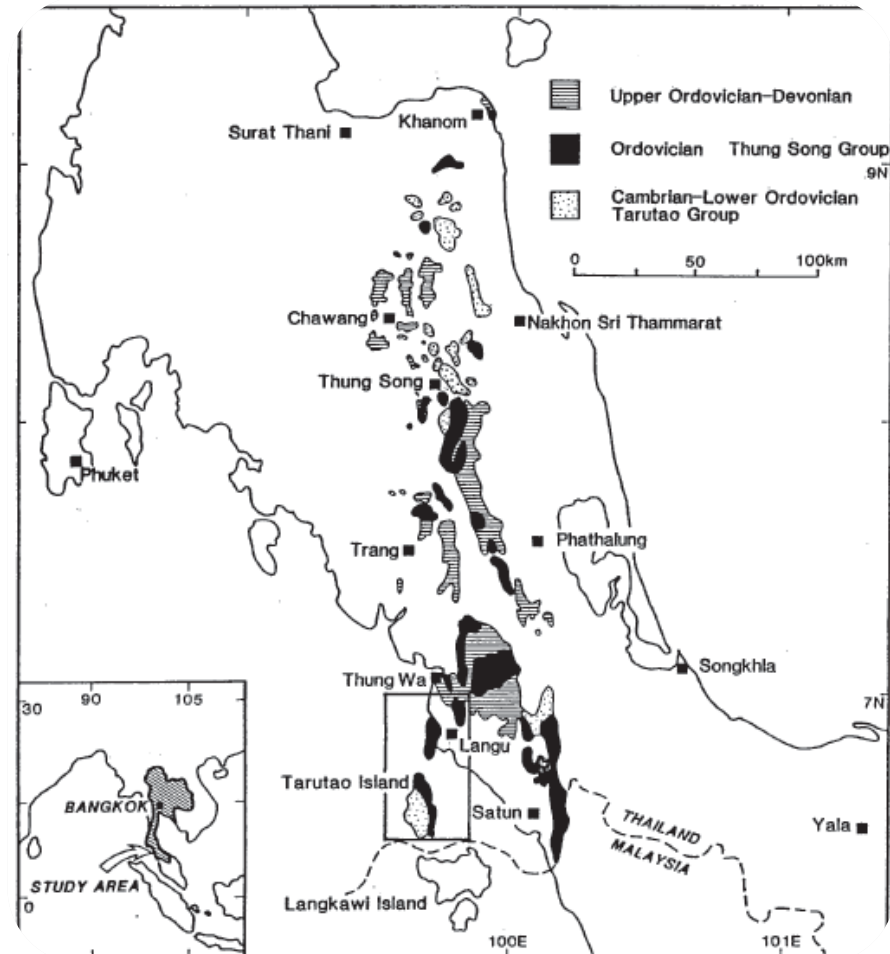 Upper Ordovician-Devonian
Ordovician Thung Song Group
Cambrian-Lower Ordovician
Tarutao Group
0 50 100km
Surat Thani
Khanom
9N
Chawang
Nakhon Sri Thammarat
Thung Song
Phuket
Trang
Phathalung
Thung Wa
Songkhla
7N
Langu
Tarutao Island
Satun
THAILAND
MALAYSIA
Yala
Langkawi Island
100E 101E
90 105
30
BANGKOK
STUDY AREA
0